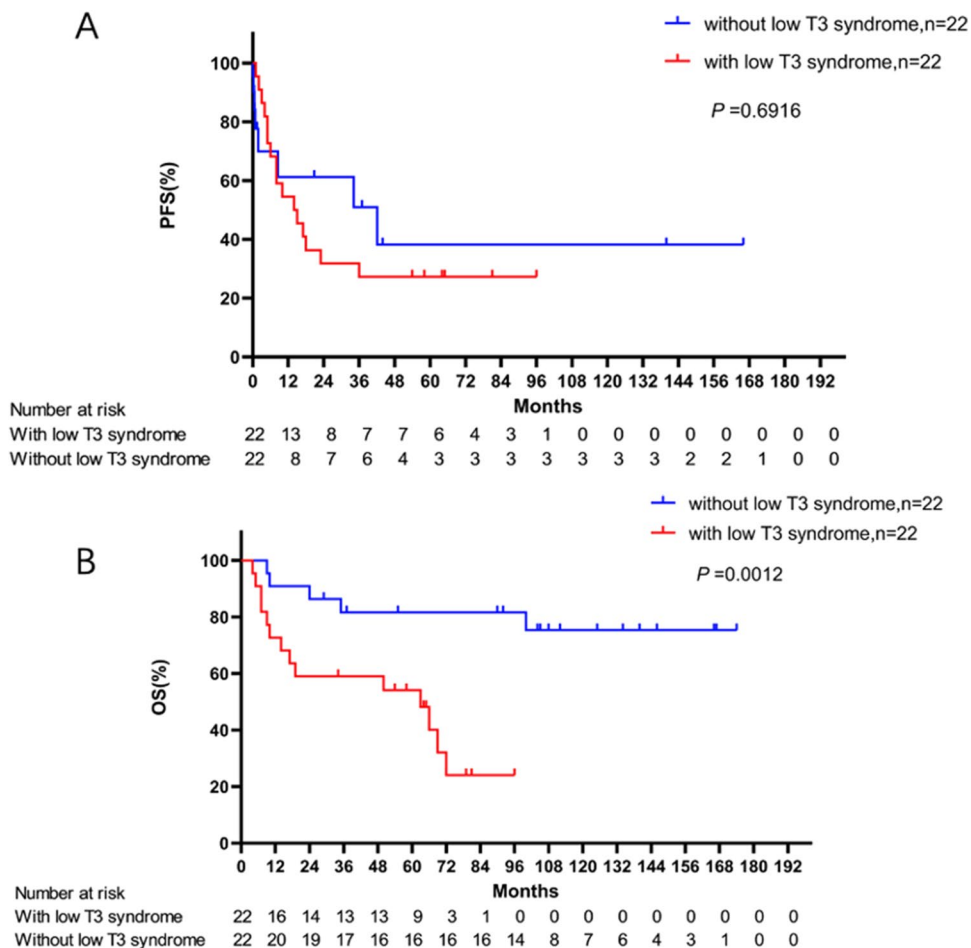 A
without low T3 syndrome,n=22
with low T3 syndrome,n=22
P =0.6916
PFS(%)
100
80
60
40
20
0
0 12 24 36 48 60 72 84 96 108 120 132 144 156 168 180 192
Months
Number at risk
With low T3 syndrome 22 13 8 7 7 6 4 3 1 0 0 0 0 0 0 0 0
Without low T3 syndrome 22 8 7 6 4 3 3 3 3 3 3 3 2 2 1 0 0
B
without low T3 syndrome,n=22
with low T3 syndrome,n=22
P =0.0012
OS(%)
100
80
60
40
20
0
0 12 24 36 48 60 72 84 96 108 120 132 144 156 168 180 192
Months
Number at risk
With low T3 syndrome 22 16 14 13 13 9 3 1 0 0 0 0 0 0 0 0 0
Without low T3 syndrome 22 20 19 17 16 16 16 16 14 8 7 6 4 3 1 0 0